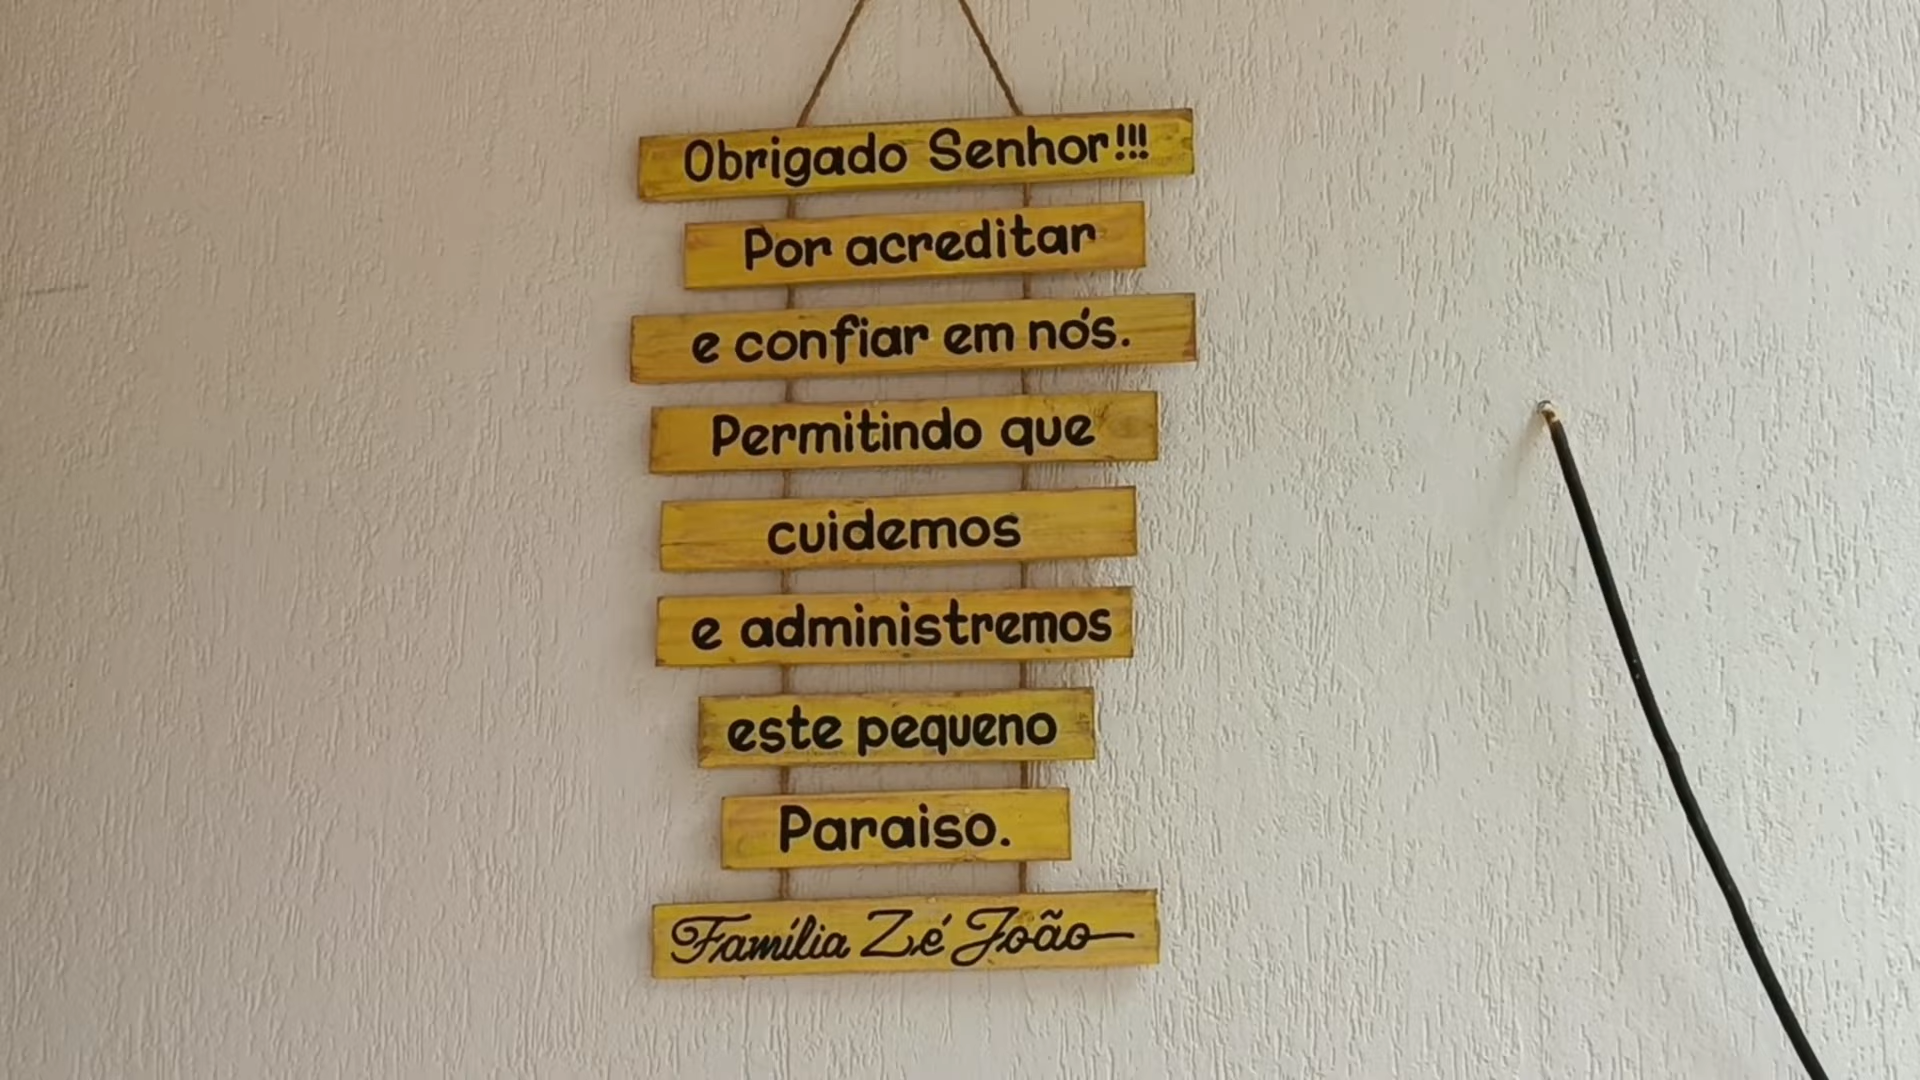 Obrigado Senhor!!!
Por acreditar
e confiar em nós.
Permitindo que
cuidemos
e administremos
este pequeno
Paraiso.
Família Zé João